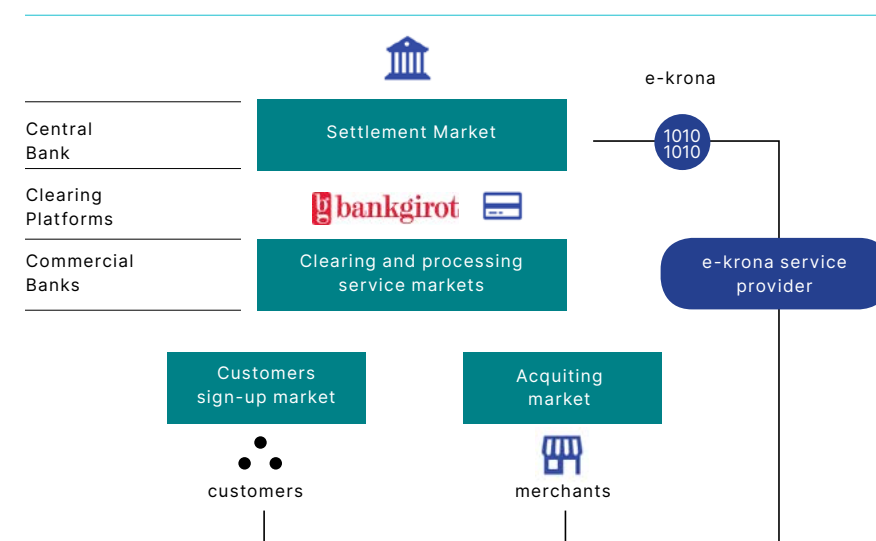 e-krona
Central
Bank
Settlement Market
1010
1010
Clearing
Platforms
bankgirot
Commercial
Banks
Clearing and processing
service markets
e-krona service
provider
Customers
sign-up market
Acquiting
market
customers
merchants